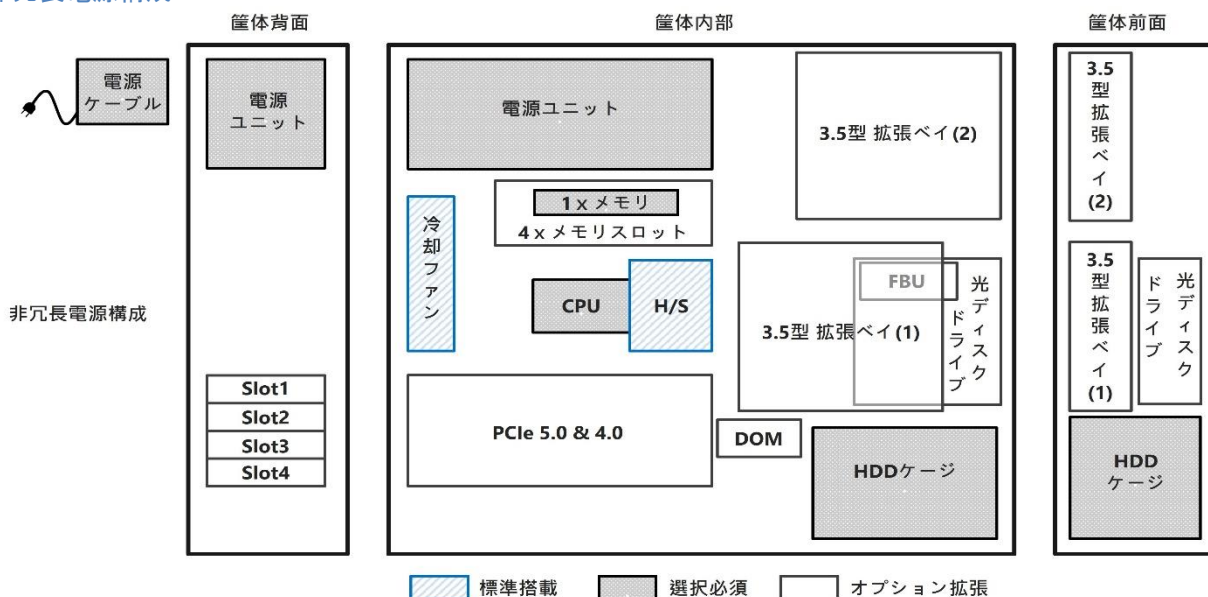 冗長電源構成
筐体背面
筐体内部
筐体前面
電源
ケーブル
電源
ユニット
電源ユニット
3.5型 拡張ベイ(2)
3.5
型
拡
張
ベ
イ
(2)
1x メモリ
4x メモリスロット
冷
却
フ
ァ
ン
CPU
H/S
FBU
3.5型 拡張ベイ(1)
光ディスク
ドライブ
3.5
型
拡
張
ベ
イ
(1)
光ディスク
ドライブ
非冗長電源構成
Slot1
Slot2
Slot3
Slot4
PCIe 5.0 & 4.0
DOM
HDDケージ
HDD
ケージ
標準搭載
選択必須
オプション拡張